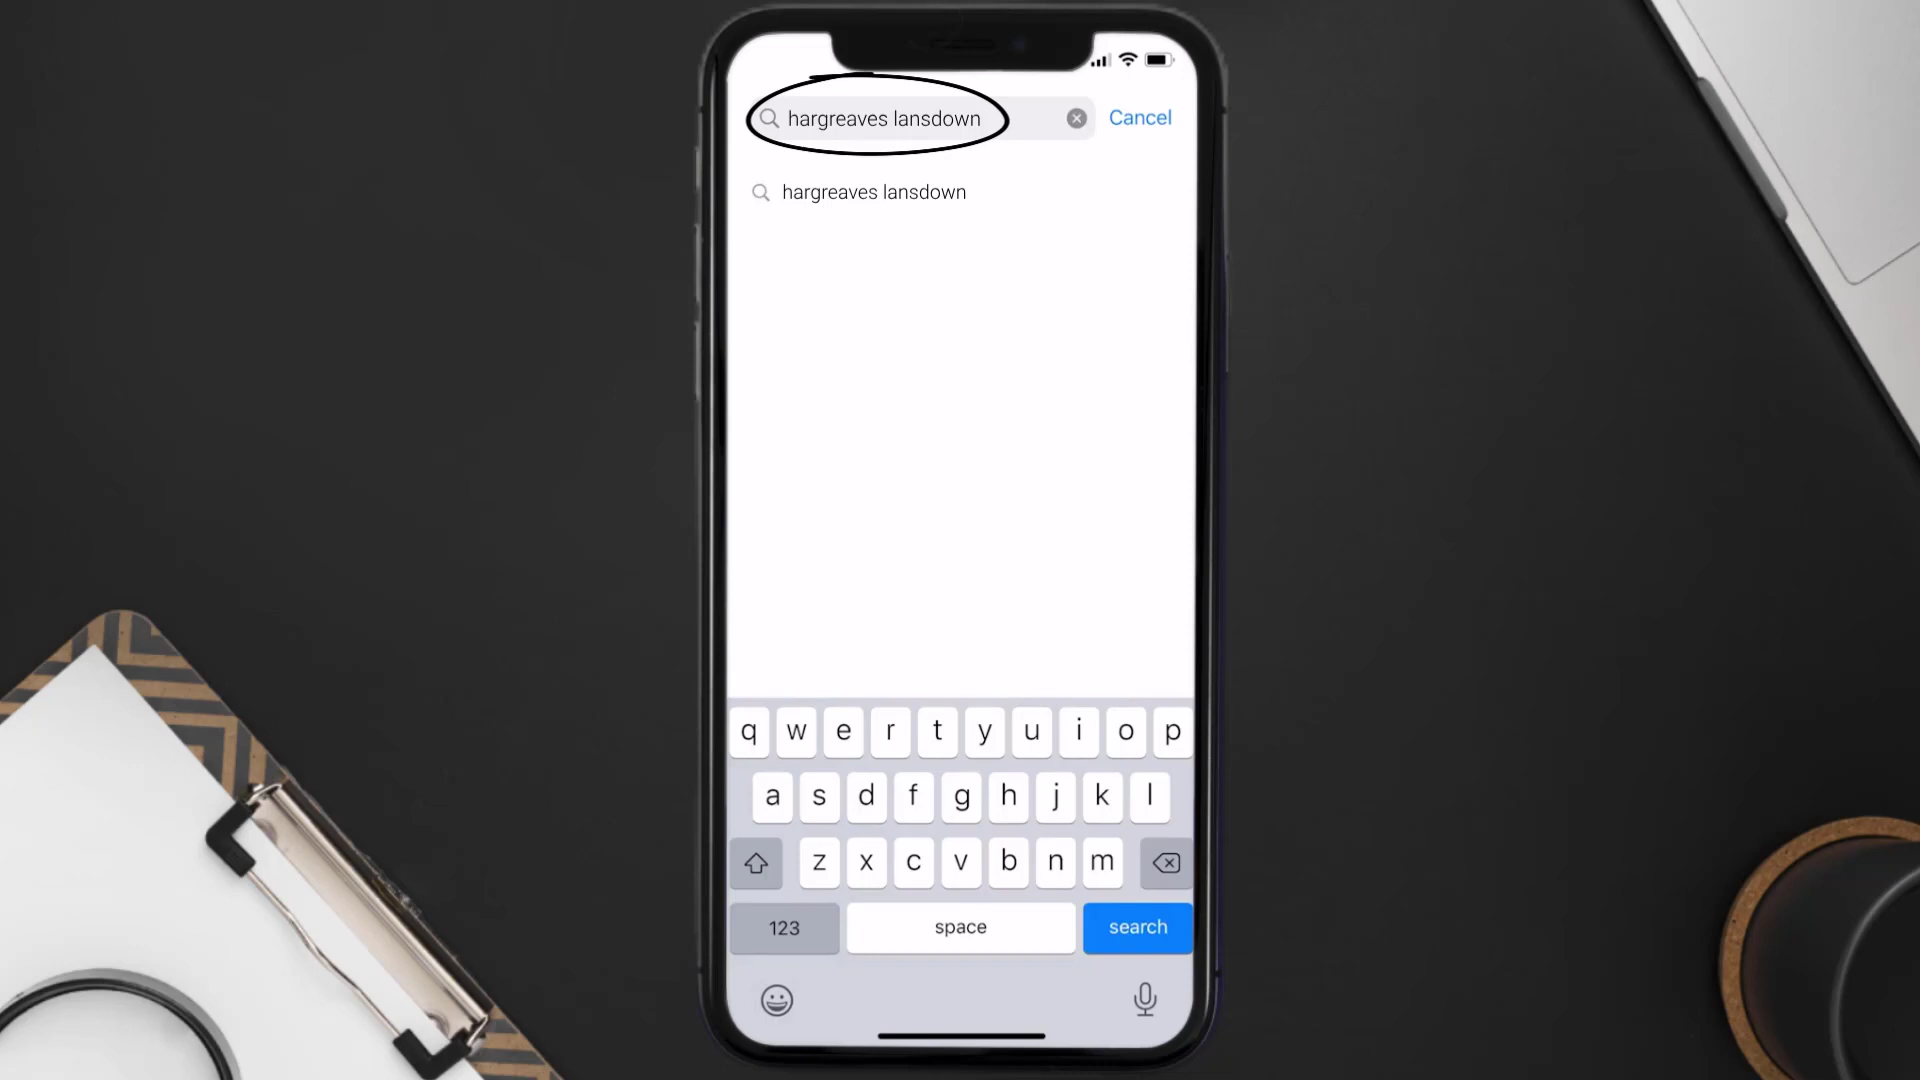 hargreaves lansdown
Cancel
hargreaves lansdown
q w e r t y u i o p
a s d f g h j k l
z x c v b n m
123 space search